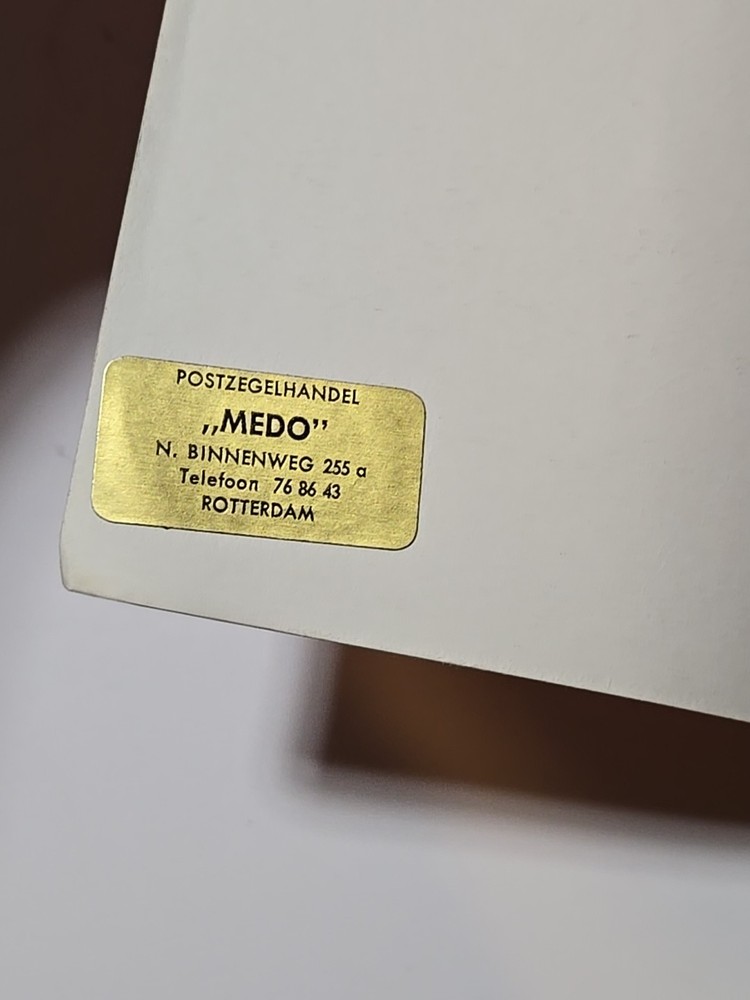 POSTZEGELHANDEL
„MEDO”
N. BINNENWEG 255 a
Telefoon 76 86 43
ROTTERDAM